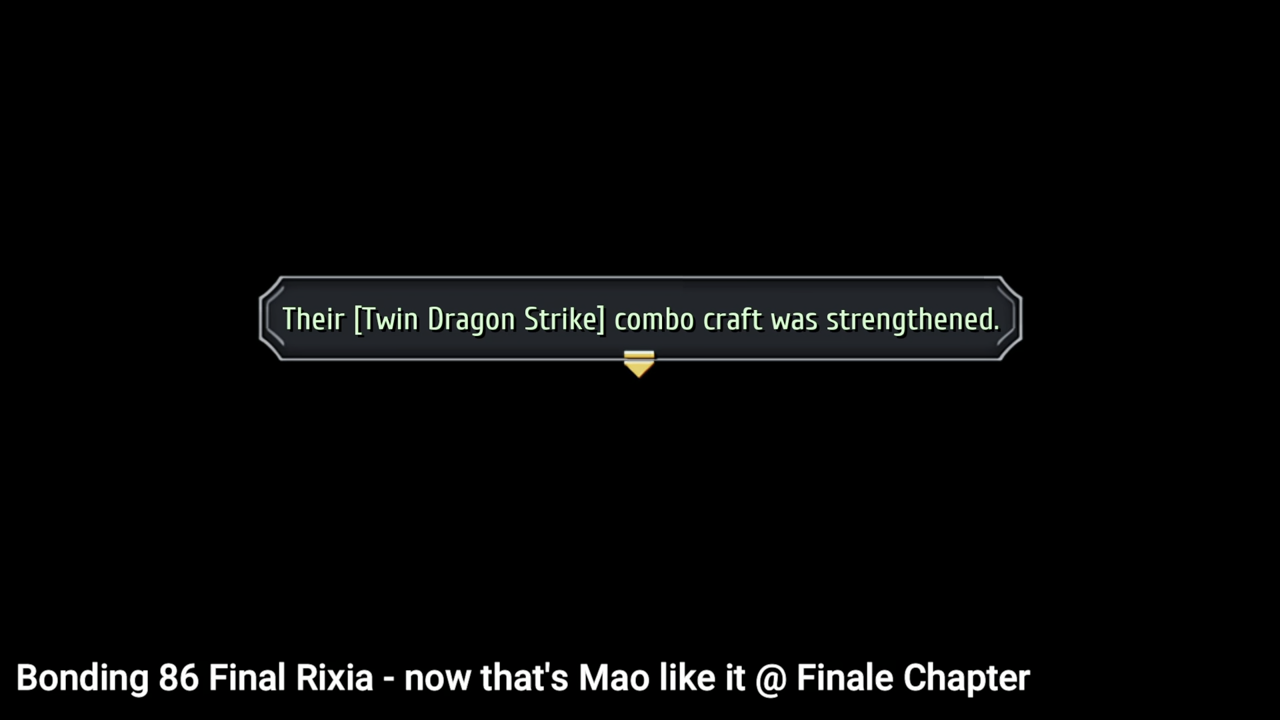 Their [Twin Dragon Strike] combo craft was strengthened.
Bonding 86 Final Rixia - now that's Mao like it @ Finale Chapter